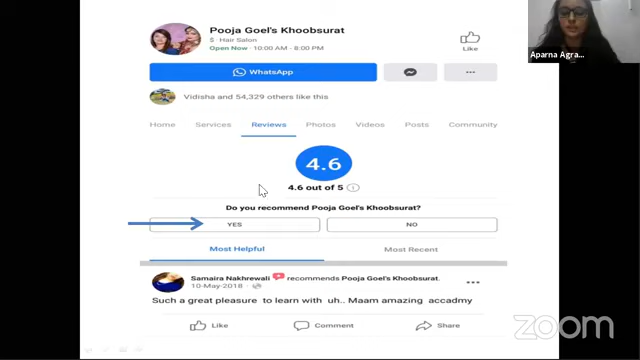 Pooja Goel's Khoobsurat
$ · Hair Salon
Open Now · 10:00 AM - 8:00 PM
Like
Aparna Agra...
WhatsApp
Vidisha and 54,329 others like this
Home Services Reviews Photos Videos Posts Community
4.6
4.6 out of 5
Do you recommend Pooja Goel's Khoobsurat?
YES NO
Most Helpful Most Recent
Samaira Nakhrewali recommends Pooja Goel's Khoobsurat.
10-May-2018
Such a great pleasure to learn with uh.. Maam amazing accadmy
Like Comment Share
zoom